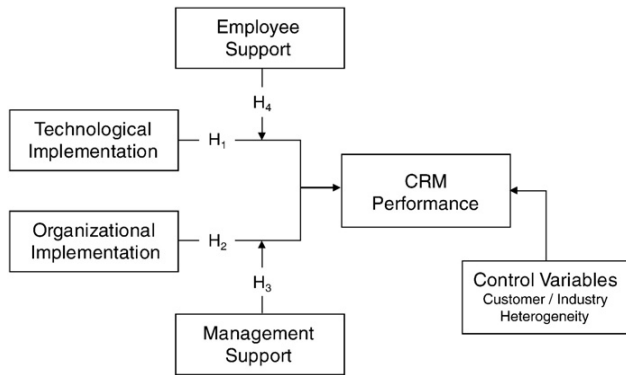 Employee
Support
H₄
Technological
Implementation
H₁
CRM
Performance
Organizational
Implementation
H₂
H₃
Control Variables
Customer / Industry
Heterogeneity
Management
Support